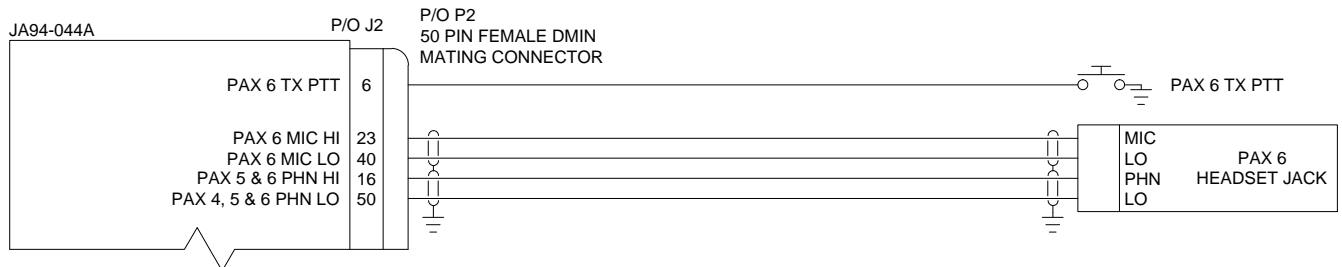 JA94-044A
P/O J2
P/O P2
50 PIN FEMALE DMIN
MATING CONNECTOR
PAX 6 TX PTT 6
PAX 6 TX PTT
PAX 6 MIC HI 23
PAX 6 MIC LO 40
PAX 5 & 6 PHN HI 16
PAX 4, 5 & 6 PHN LO 50
MIC
LO
PHN
LO
PAX 6
HEADSET JACK